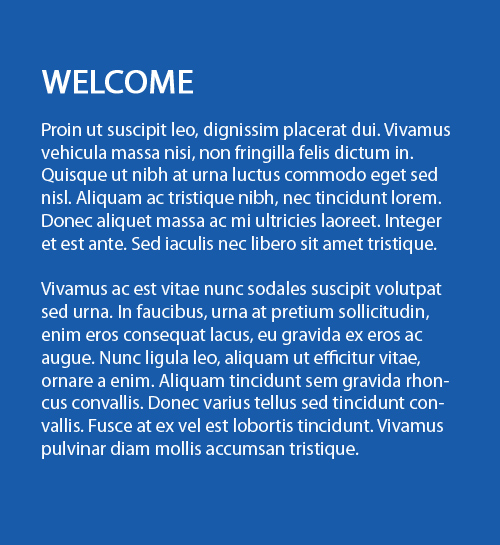 WELCOME
Proin ut suscipit leo, dignissim placerat dui. Vivamus
vehicula massa nisi, non fringilla felis dictum in.
Quisque ut nibh at urna luctus commodo eget sed
nisl. Aliquam ac tristique nibh, nec tincidunt lorem.
Donec aliquet massa ac mi ultricies laoreet. Integer
et est ante. Sed iaculis nec libero sit amet tristique.
Vivamus ac est vitae nunc sodales suscipit volutpat
sed urna. In faucibus, urna at pretium sollicitudin,
enim eros consequat lacus, eu gravida ex eros ac
augue. Nunc ligula leo, aliquam ut efficitur vitae,
ornare a enim. Aliquam tincidunt sem gravida rhon-
cus convallis. Donec varius tellus sed tincidunt con-
vallis. Fusce at ex vel est lobortis tincidunt. Vivamus
pulvinar diam mollis accumsan tristique.